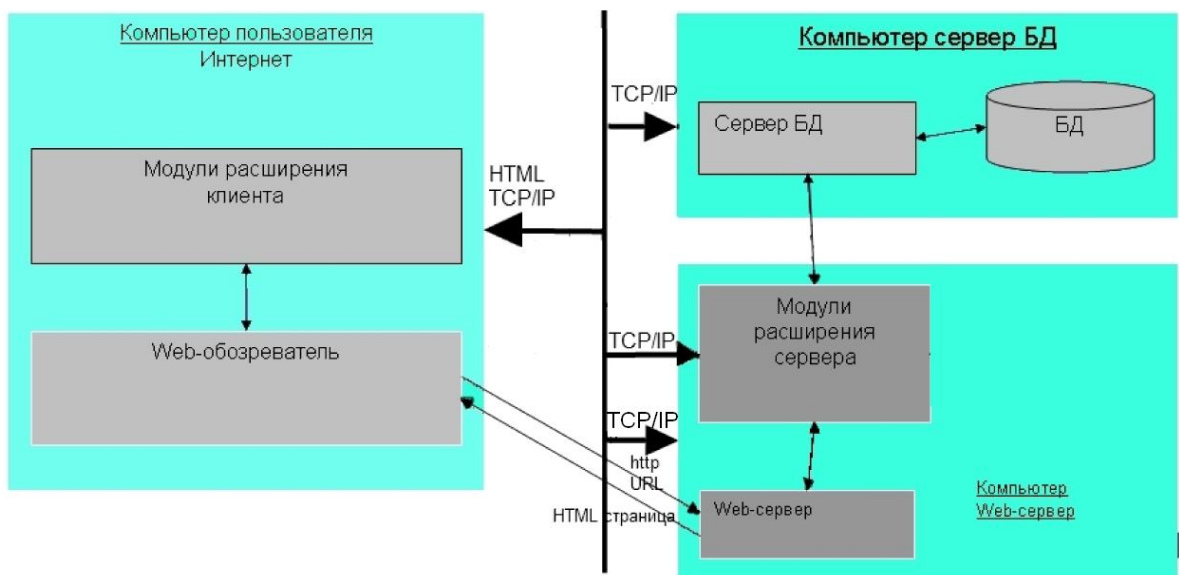 Компьютер пользователя
Интернет
Модули расширения
клиента
Web-обозреватель
HTML
TCP/IP
TCP/IP
Компьютер сервер БД
Сервер БД
БД
TCP/IP
Модули
расширения
сервера
TCP/IP
http
URL
HTML страница
Web-сервер
Компьютер
Web-сервер